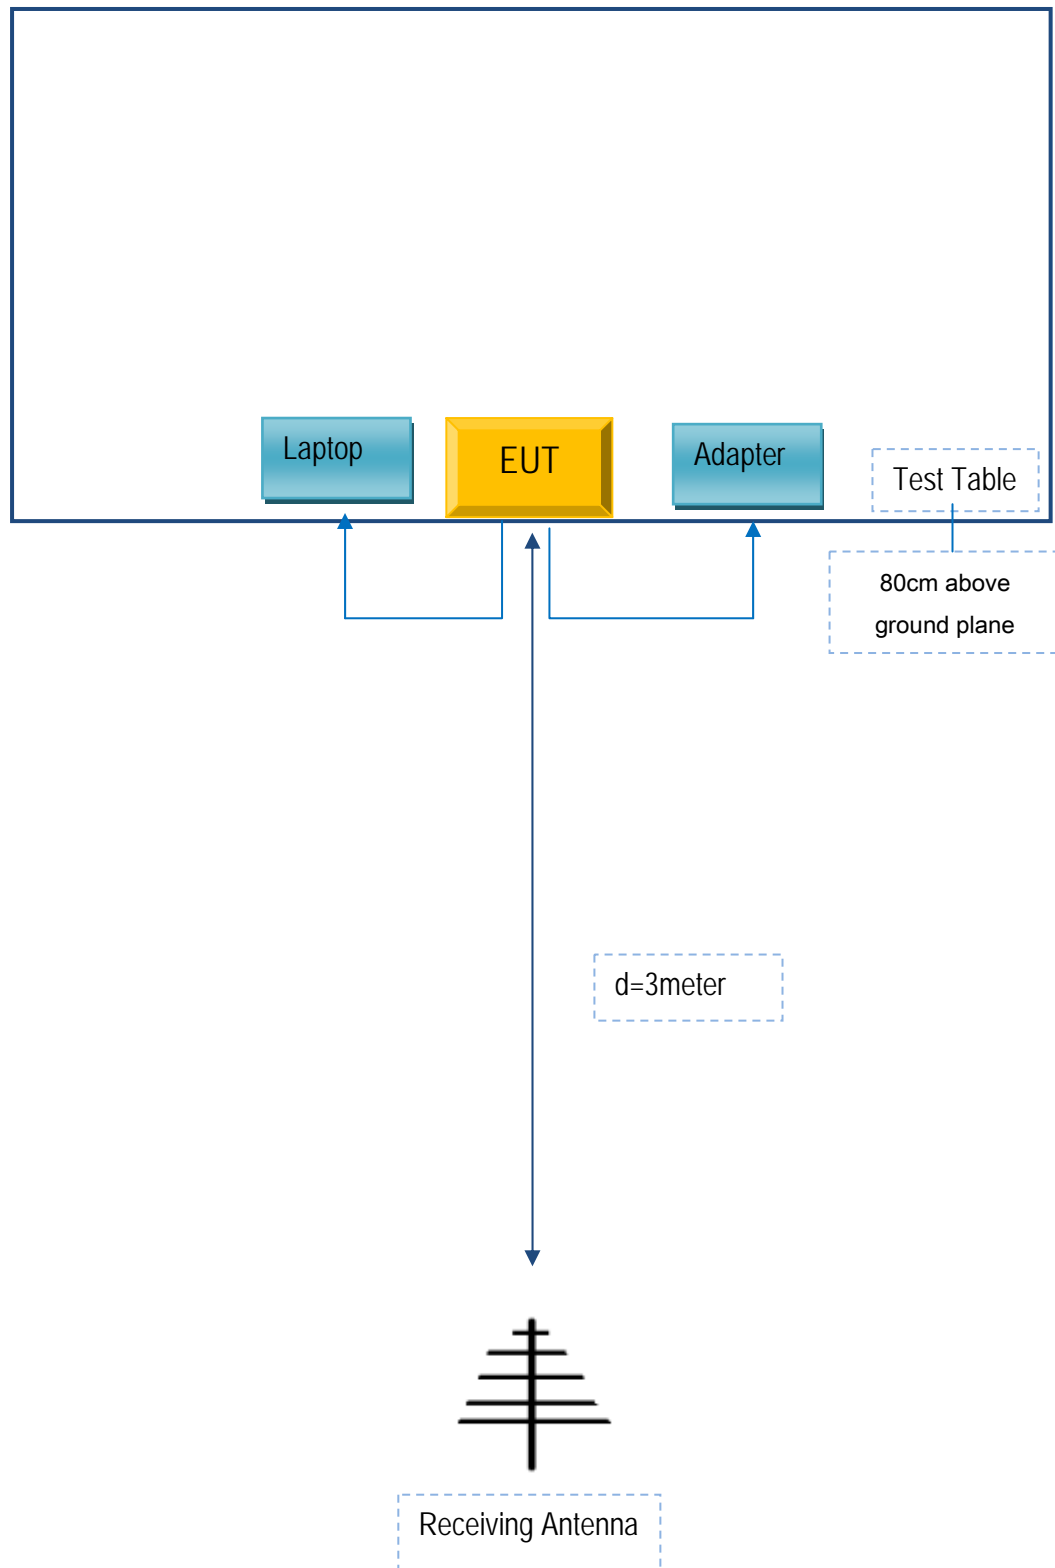 Laptop
EUT
Adapter
Test Table
80cm above
ground plane
d=3meter
Receiving Antenna